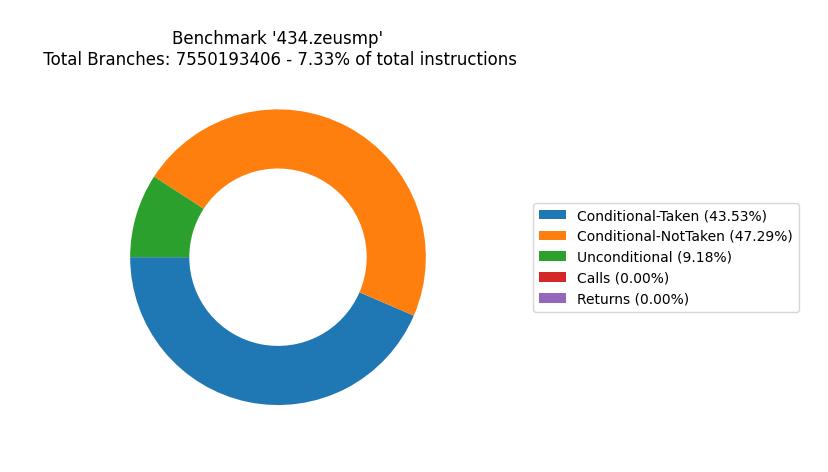 Benchmark '434.zeusmp'
Total Branches: 7550193406 - 7.33% of total instructions
Conditional-Taken (43.53%)
Conditional-NotTaken (47.29%)
Unconditional (9.18%)
Calls (0.00%)
Returns (0.00%)